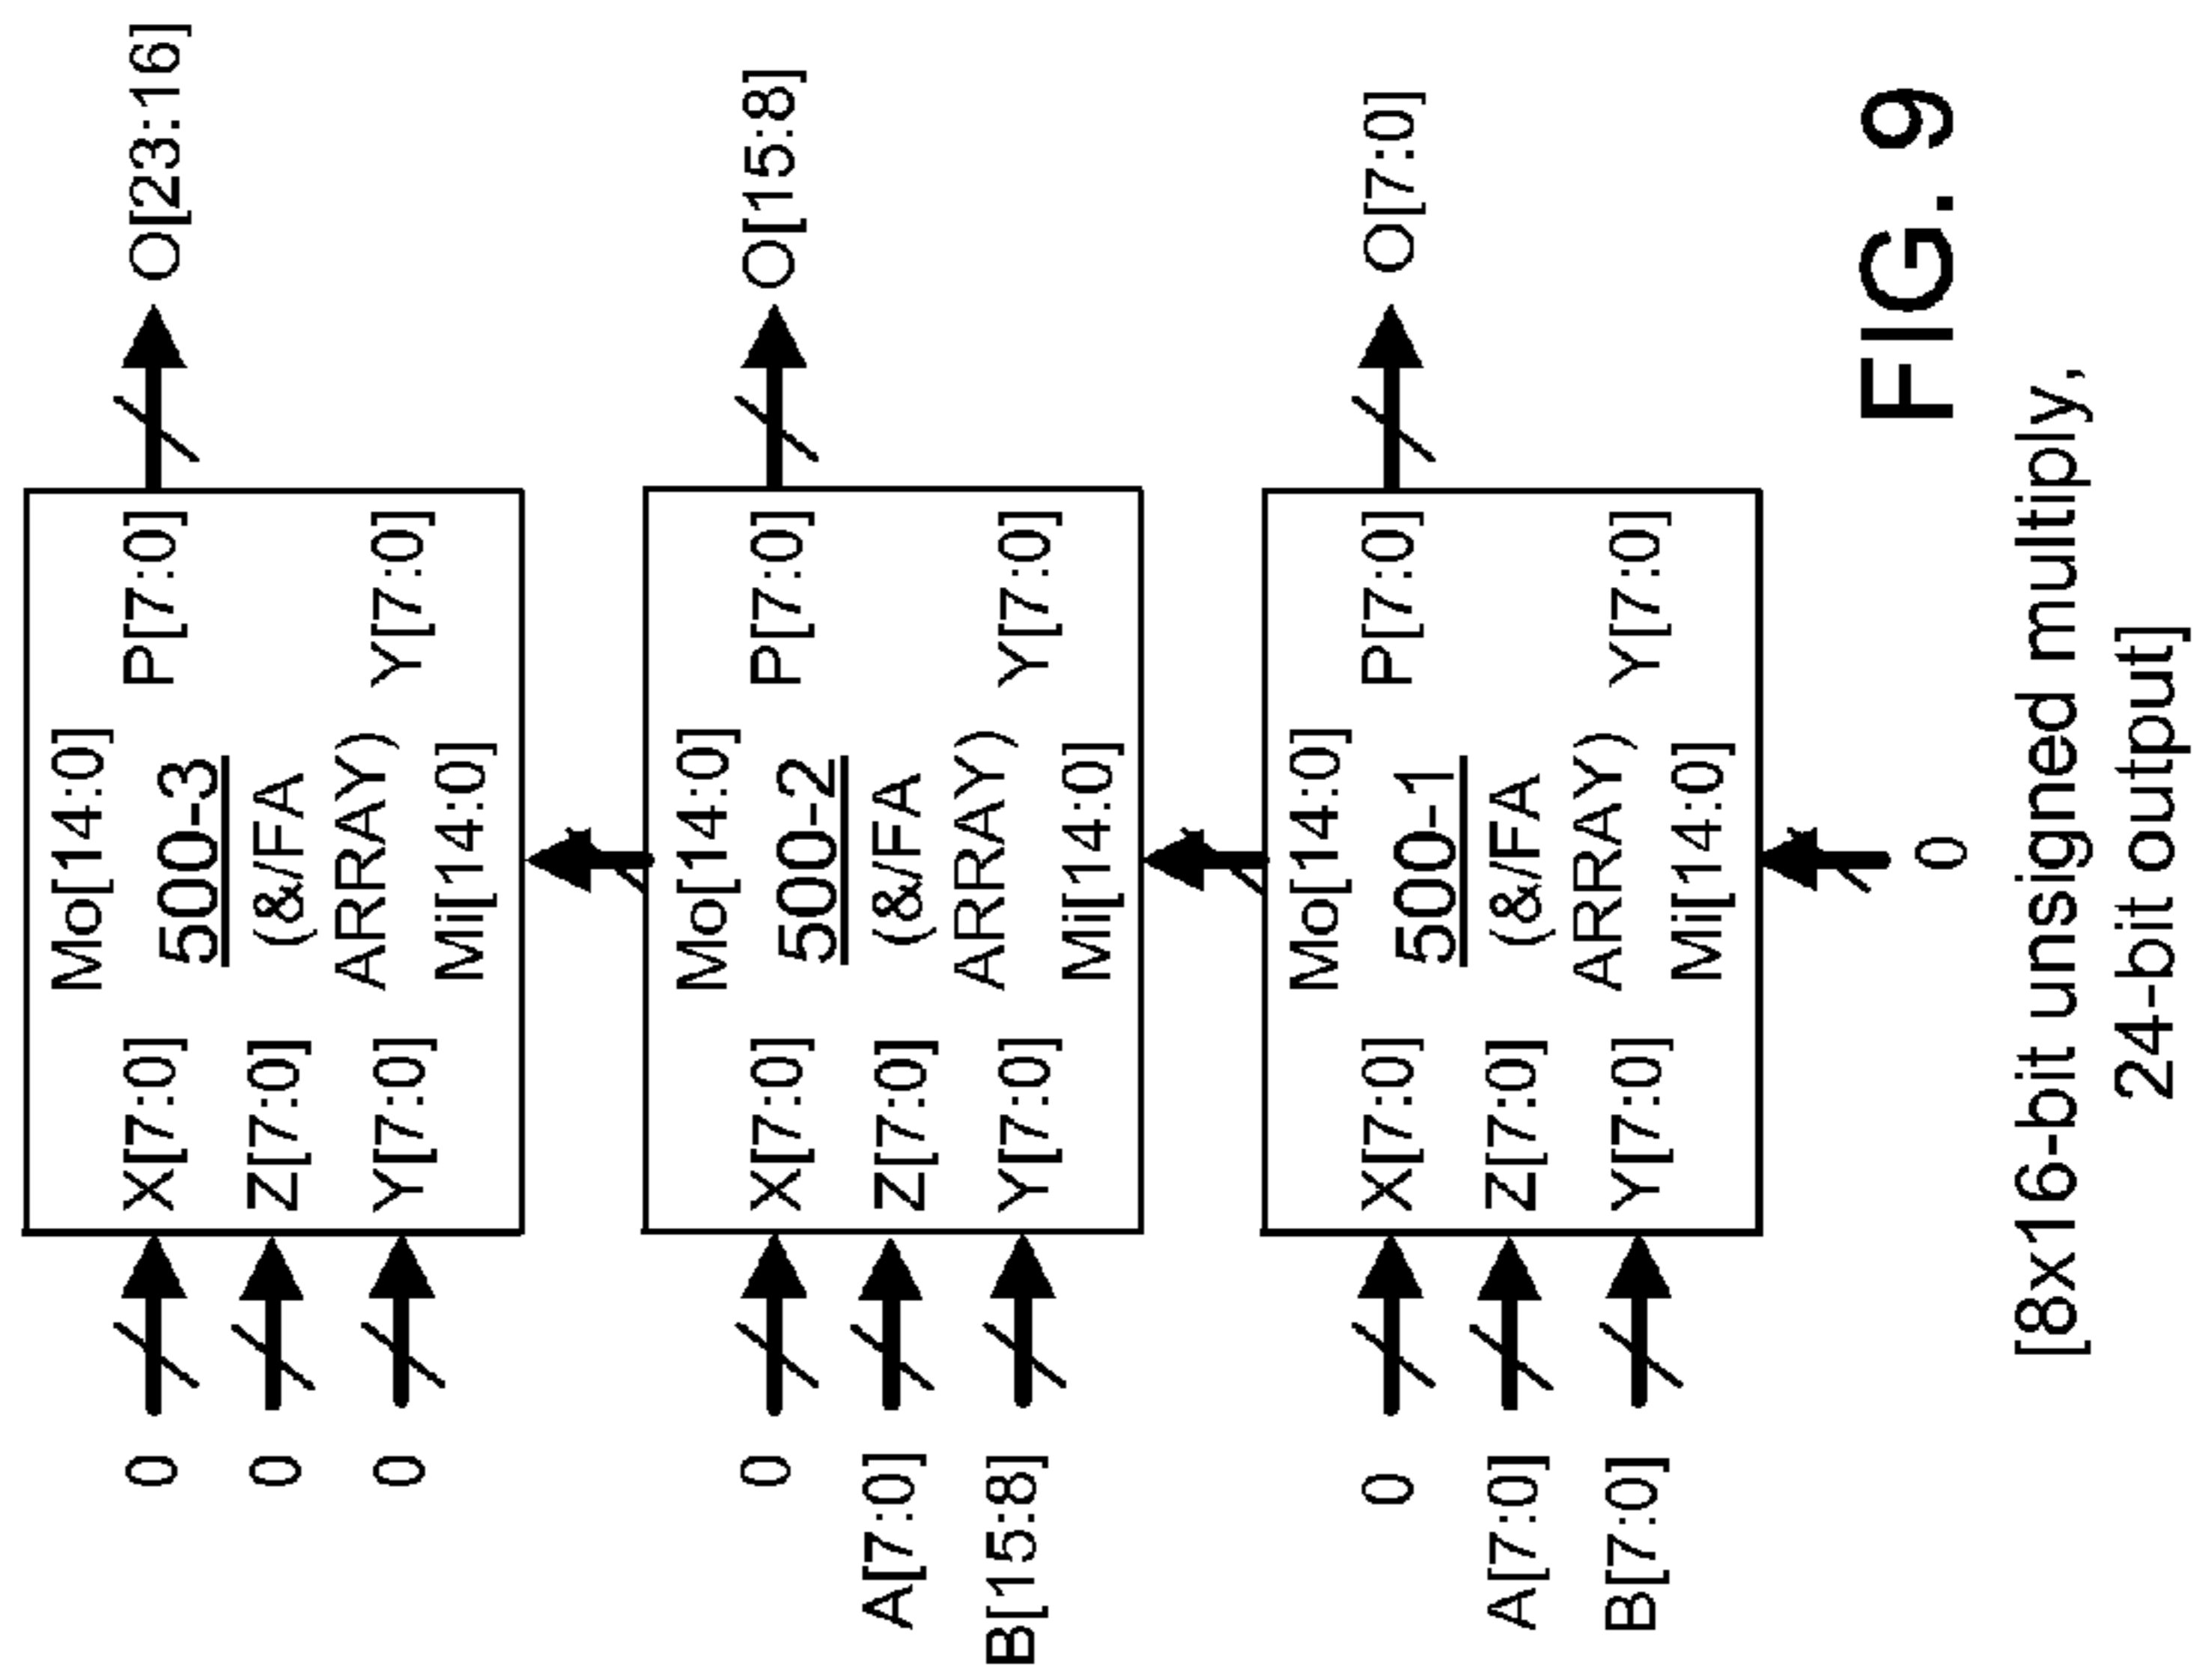 Mo[14:0]
0 X[7:0] P[7:0] O[23:16]
500-3
0 Z[7:0] (&/FA
ARRAY)
0 Y[7:0] Y[7:0]
Mi[14:0]
Mo[14:0]
0 X[7:0] P[7:0] O[15:8]
500-2
A[7:0] Z[7:0] (&/FA
ARRAY)
B[15:8] Y[7:0] Y[7:0]
Mi[14:0]
Mo[14:0]
0 X[7:0] P[7:0] O[7:0]
500-1
A[7:0] Z[7:0] (&/FA
ARRAY)
B[7:0] Y[7:0] Y[7:0]
Mi[14:0]
0
FIG. 9
[8x16-bit unsigned multiply,
24-bit output]